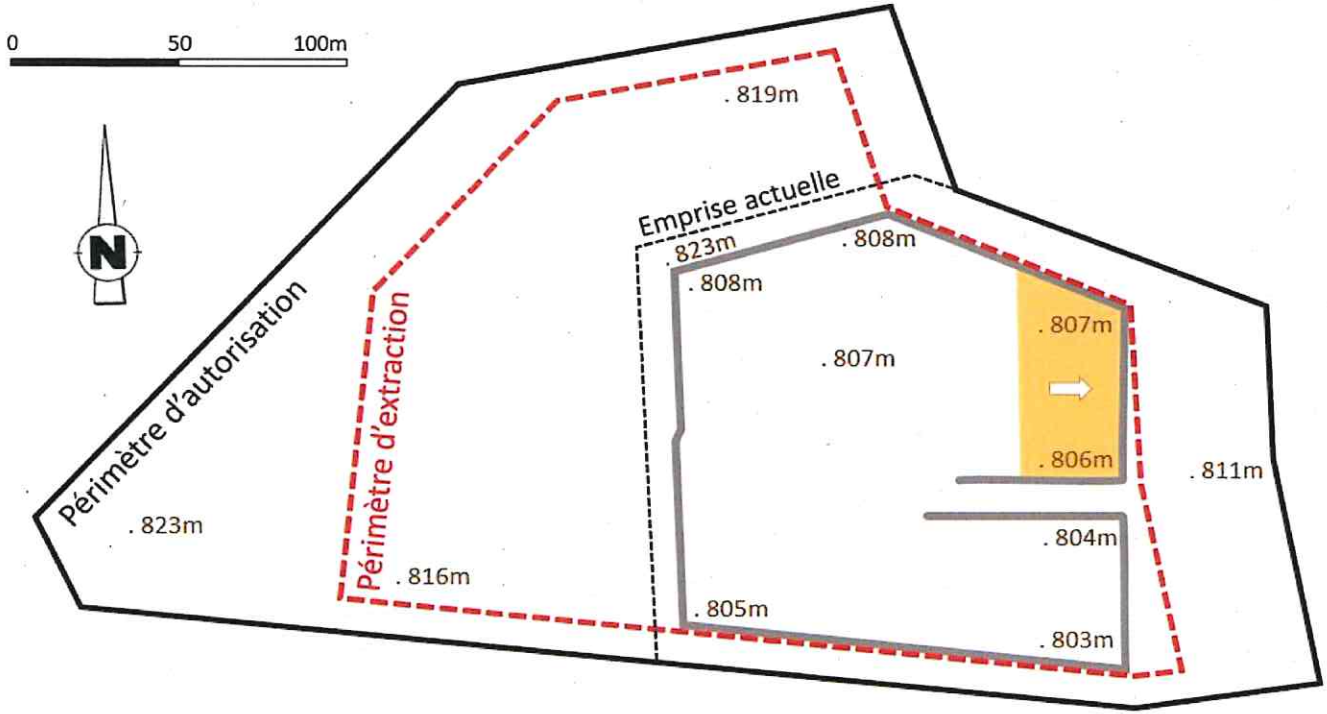 0 50 100m
. 819m
N
Emprise actuelle
. 823m
. 808m
. 808m
. 807m
. 807m
Périmètre d'autorisation
Périmètre d'extraction
. 806m
. 811m
. 823m
. 804m
. 816m
. 805m
. 803m